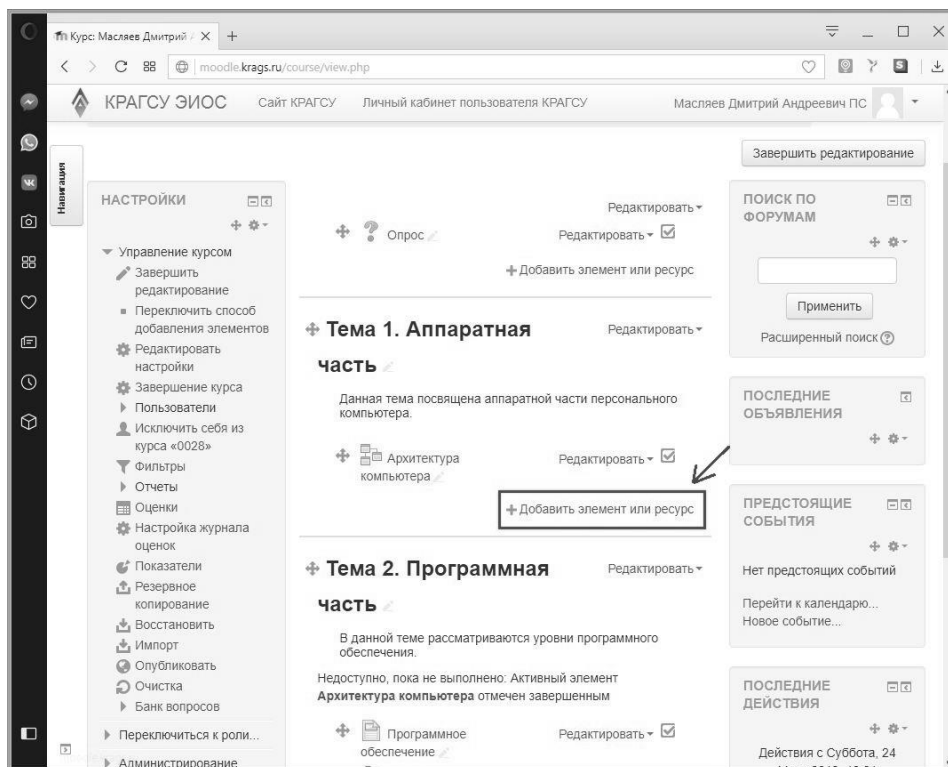 Курс: Масляев Дмитрий А
moodle.krags.ru/course/view.php
КРАГСУ ЭИОС Сайт КРАГСУ Личный кабинет пользователя КРАГСУ Масляев Дмитрий Андреевич ПС
Завершить редактирование
Навигация
НАСТРОЙКИ
Управление курсом
Завершить
редактирование
Переключить способ
добавления элементов
Редактировать
настройки
Завершение курса
Пользователи
Исключить себя из
курса «0028»
Фильтры
Отчеты
Оценки
Настройка журнала
оценок
Показатели
Резервное
копирование
Восстановить
Импорт
Опубликовать
Очистка
Банк вопросов
Переключиться к роли...
Администрирование
Редактировать
Опрос Редактировать
Добавить элемент или ресурс
Тема 1. Аппаратная Редактировать
часть
Данная тема посвящена аппаратной части персонального
компьютера.
Архитектура Редактировать
компьютера
Добавить элемент или ресурс
Тема 2. Программная Редактировать
часть
В данной теме рассматриваются уровни программного
обеспечения.
Недоступно, пока не выполнено: Активный элемент
Архитектура компьютера отмечен завершенным
Программное Редактировать
обеспечение
ПОИСК ПО
ФОРУМАМ
Применить
Расширенный поиск
ПОСЛЕДНИЕ
ОБЪЯВЛЕНИЯ
ПРЕДСТОЯЩИЕ
СОБЫТИЯ
Нет предстоящих событий
Перейти к календарю...
Новое событие...
ПОСЛЕДНИЕ
ДЕЙСТВИЯ
Действия с Суббота, 24